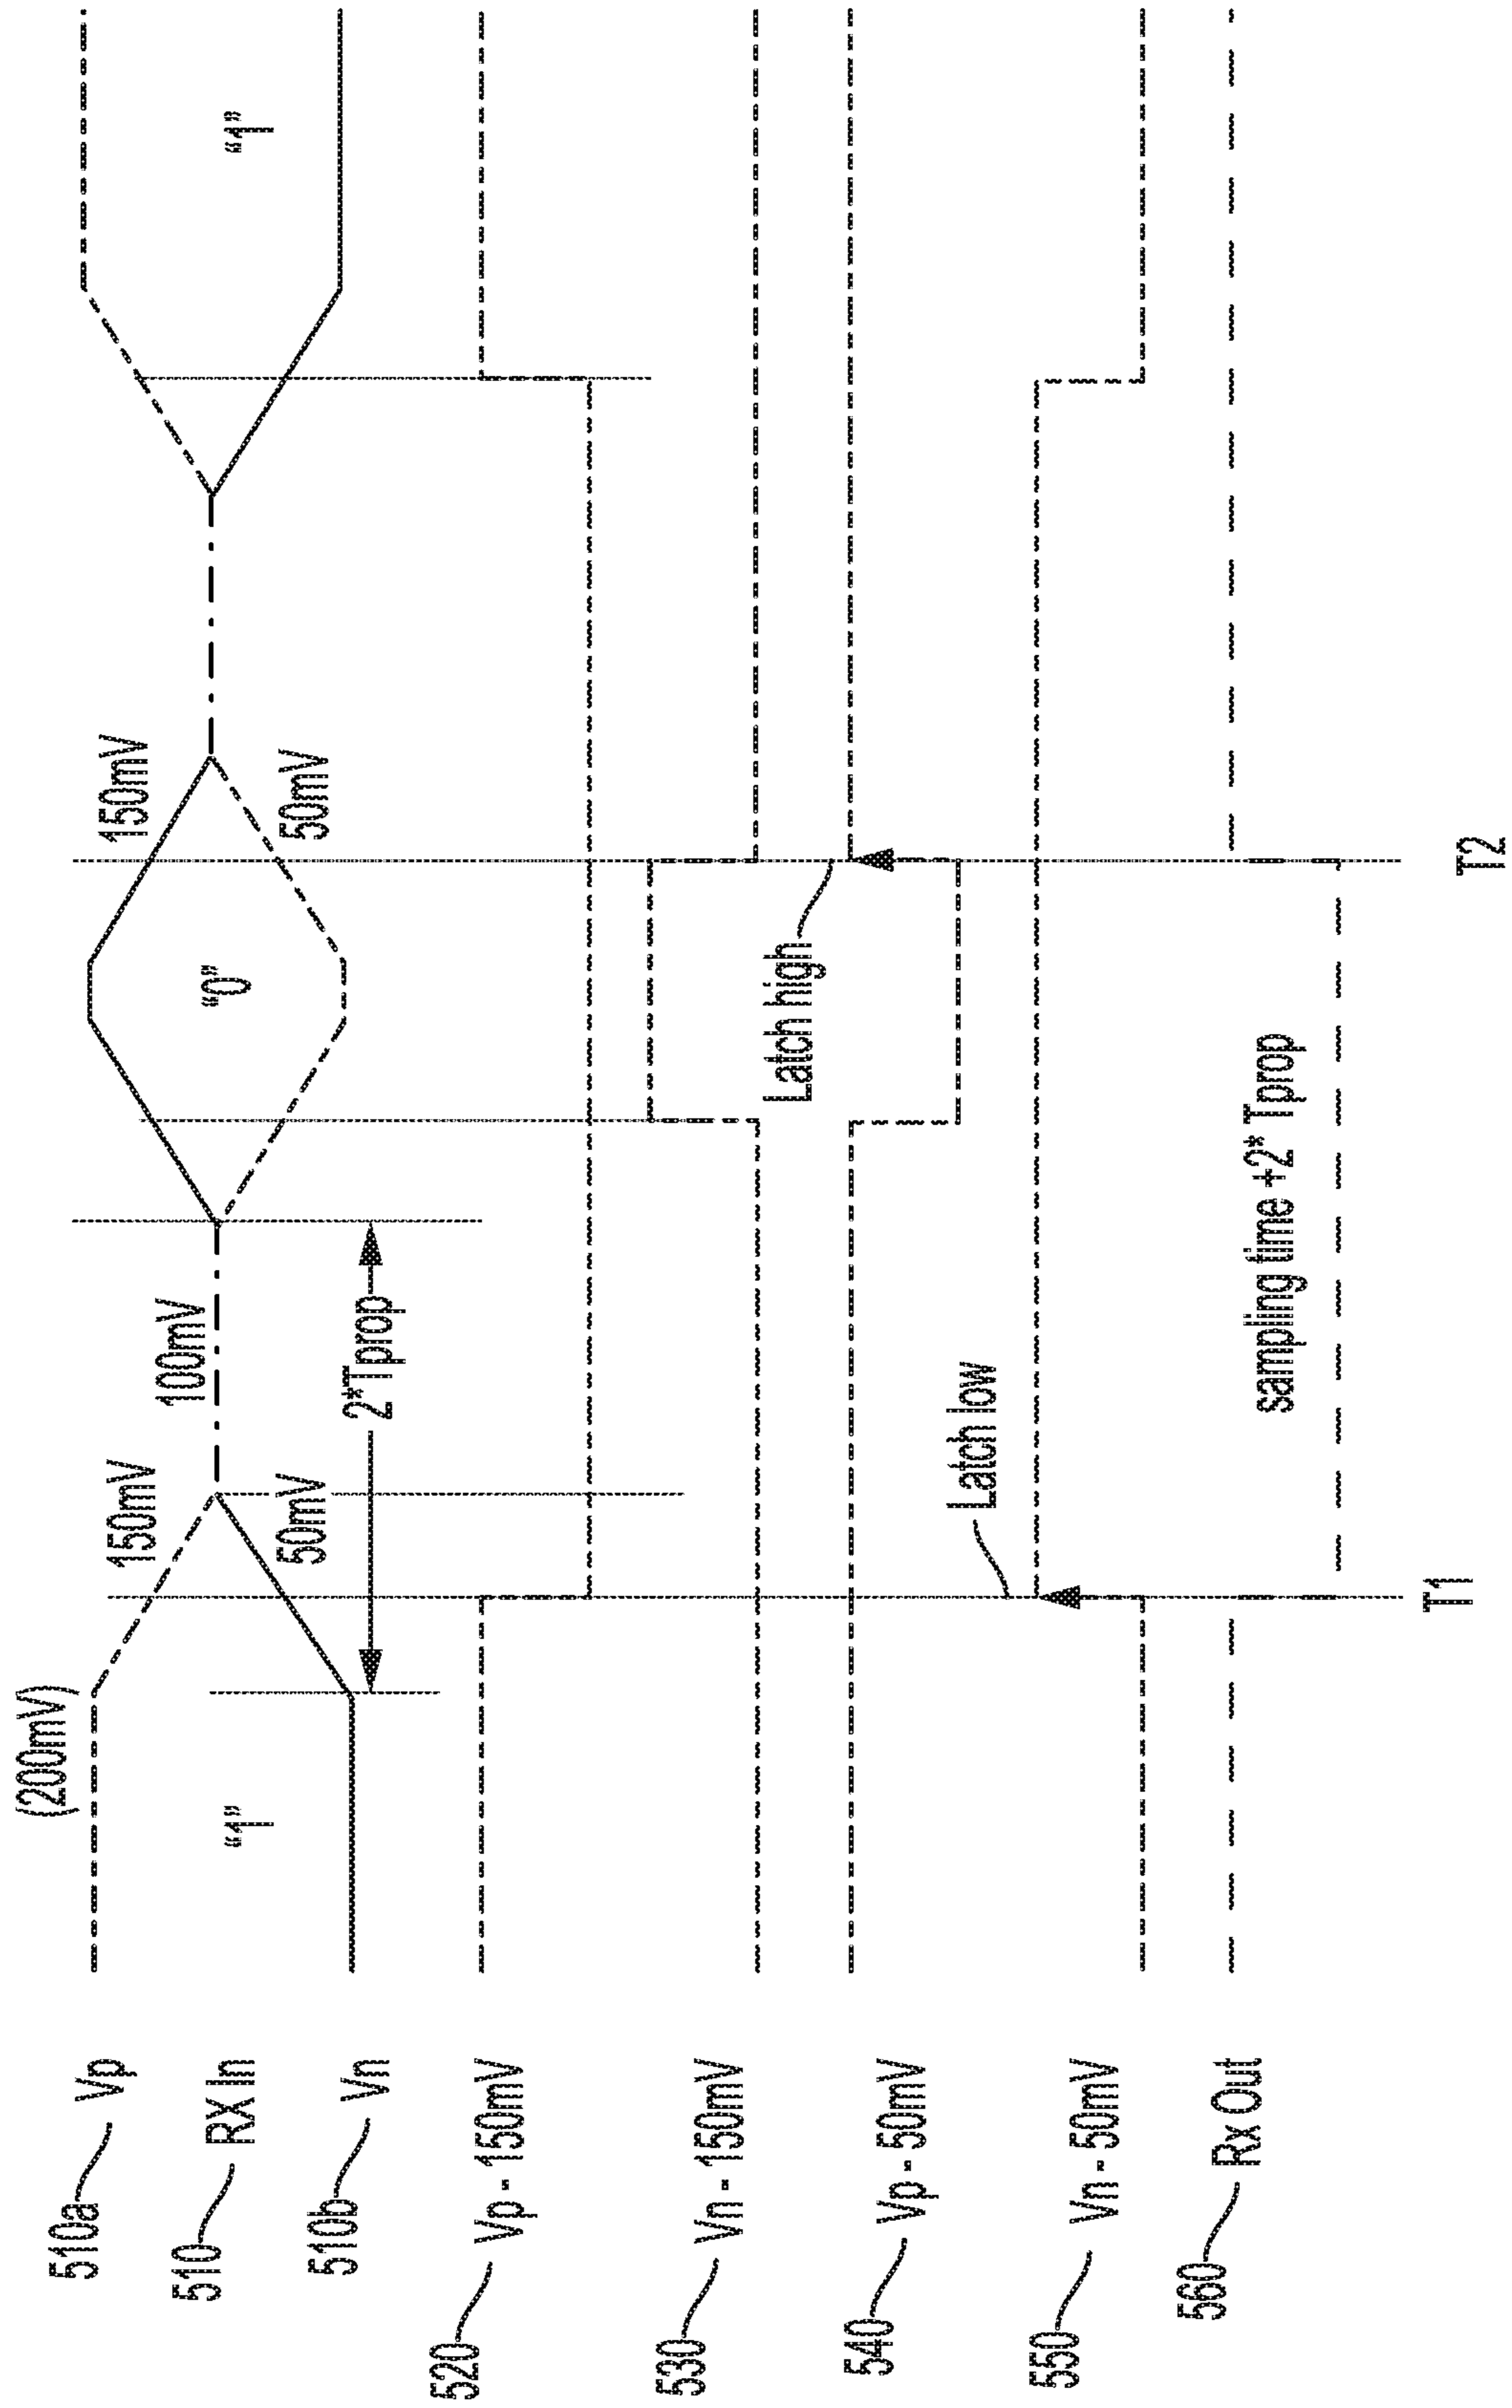 510a Vp
510 RX In
510b Vn
520 Vp - 150mV
530 Vn - 150mV
540 Vp - 50mV
550 Vn - 50mV
560 Rx Out
(200mV)
"1"
150mV
50mV
100mV
2*Tprop
"0"
150mV
50mV
"1"
Latch high
Latch low
sampling time +2* Tprop
T1
T2